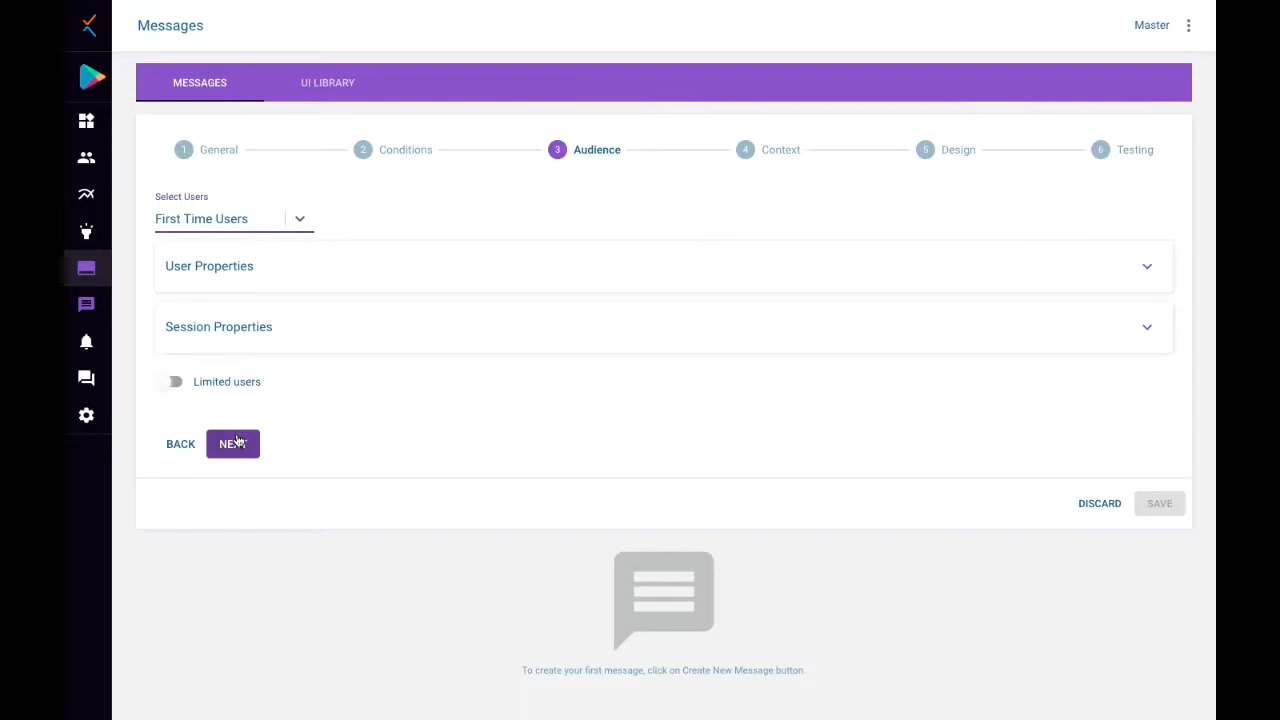 Messages
Master
MESSAGES
UI LIBRARY
1 General
2 Conditions
3 Audience
4 Context
5 Design
6 Testing
Select Users
First Time Users
User Properties
Session Properties
Limited users
BACK
DISCARD
SAVE
To create your first message, click on Create New Message button.